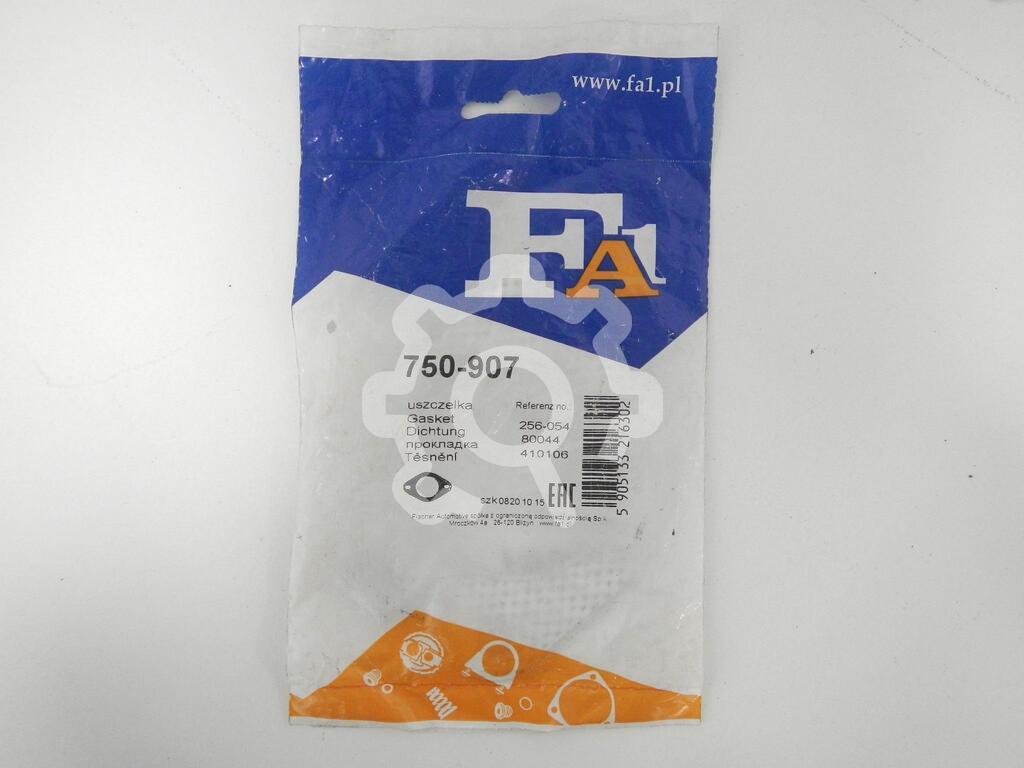 www.fa1.pl
FA1
750-907
uszczelka
Gasket
Dichtung
прокладка
Těsnění
Referenz no.:
256-054
80044
410106
szk 0820 10 15
EAC
5 905133 216302
Fischer Automotive spółka z ograniczoną odpowiedzialnością Sp.k.
Mroczków 4a 26-120 Bliżyn www.fa1.pl